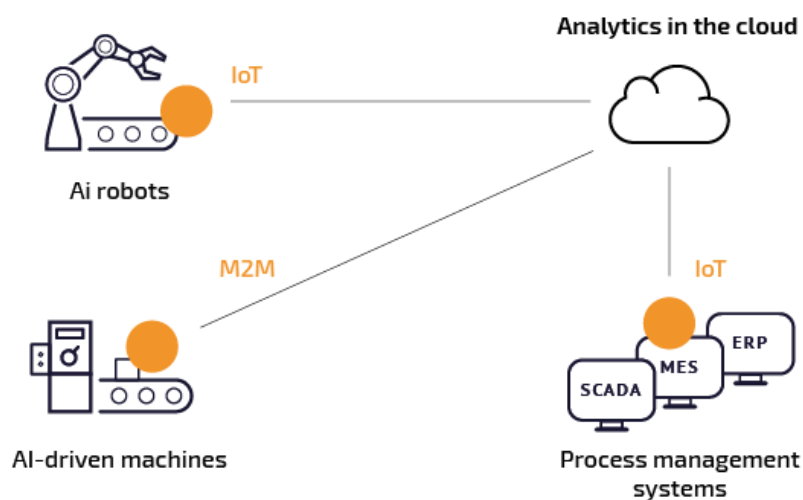 Analytics in the cloud
IoT
Ai robots
M2M
IoT
ERP
MES
SCADA
AI-driven machines
Process management
systems